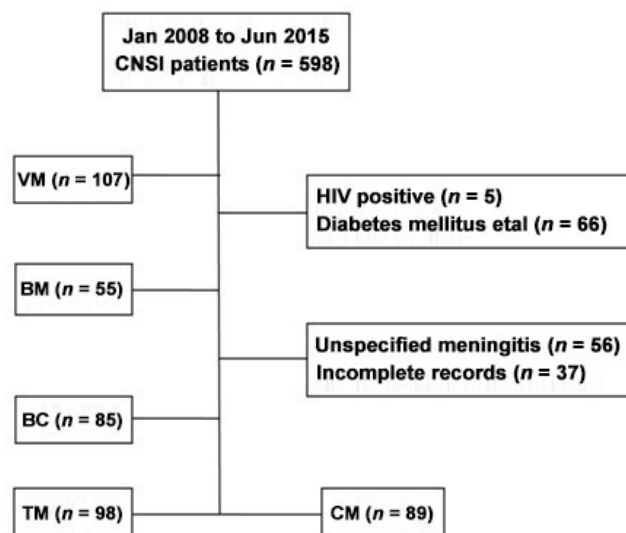 Jan 2008 to Jun 2015
CNSI patients (n = 598)
VM (n = 107)
HIV positive (n = 5)
Diabetes mellitus etal (n = 66)
BM (n = 55)
Unspecified meningitis (n = 56)
Incomplete records (n = 37)
BC (n = 85)
TM (n = 98)
CM (n = 89)